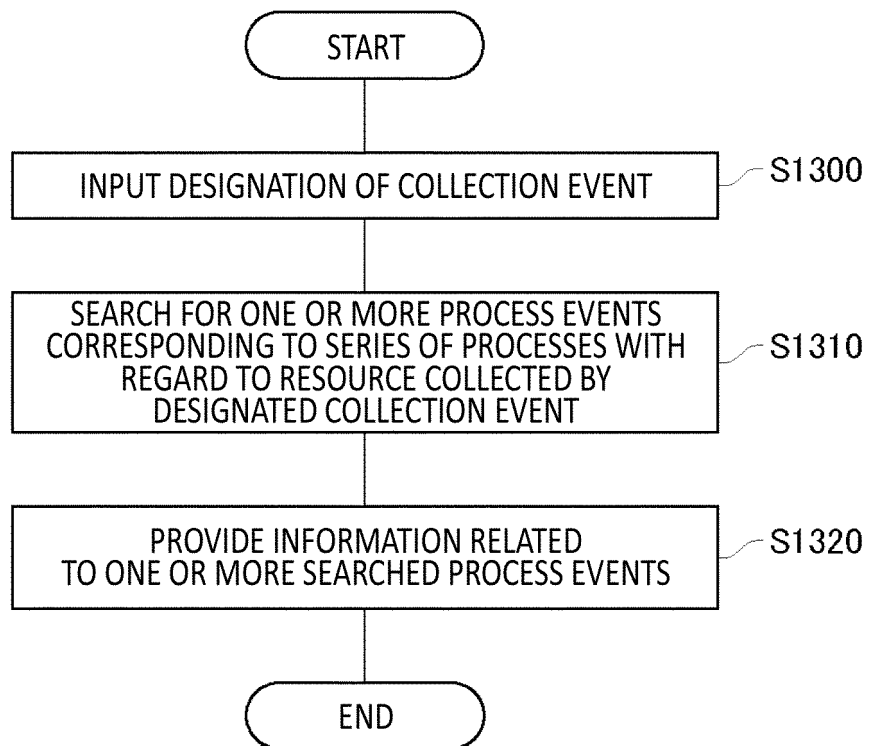 START
INPUT DESIGNATION OF COLLECTION EVENT
S1300
SEARCH FOR ONE OR MORE PROCESS EVENTS
CORRESPONDING TO SERIES OF PROCESSES WITH
REGARD TO RESOURCE COLLECTED BY
DESIGNATED COLLECTION EVENT
S1310
PROVIDE INFORMATION RELATED
TO ONE OR MORE SEARCHED PROCESS EVENTS
S1320
END